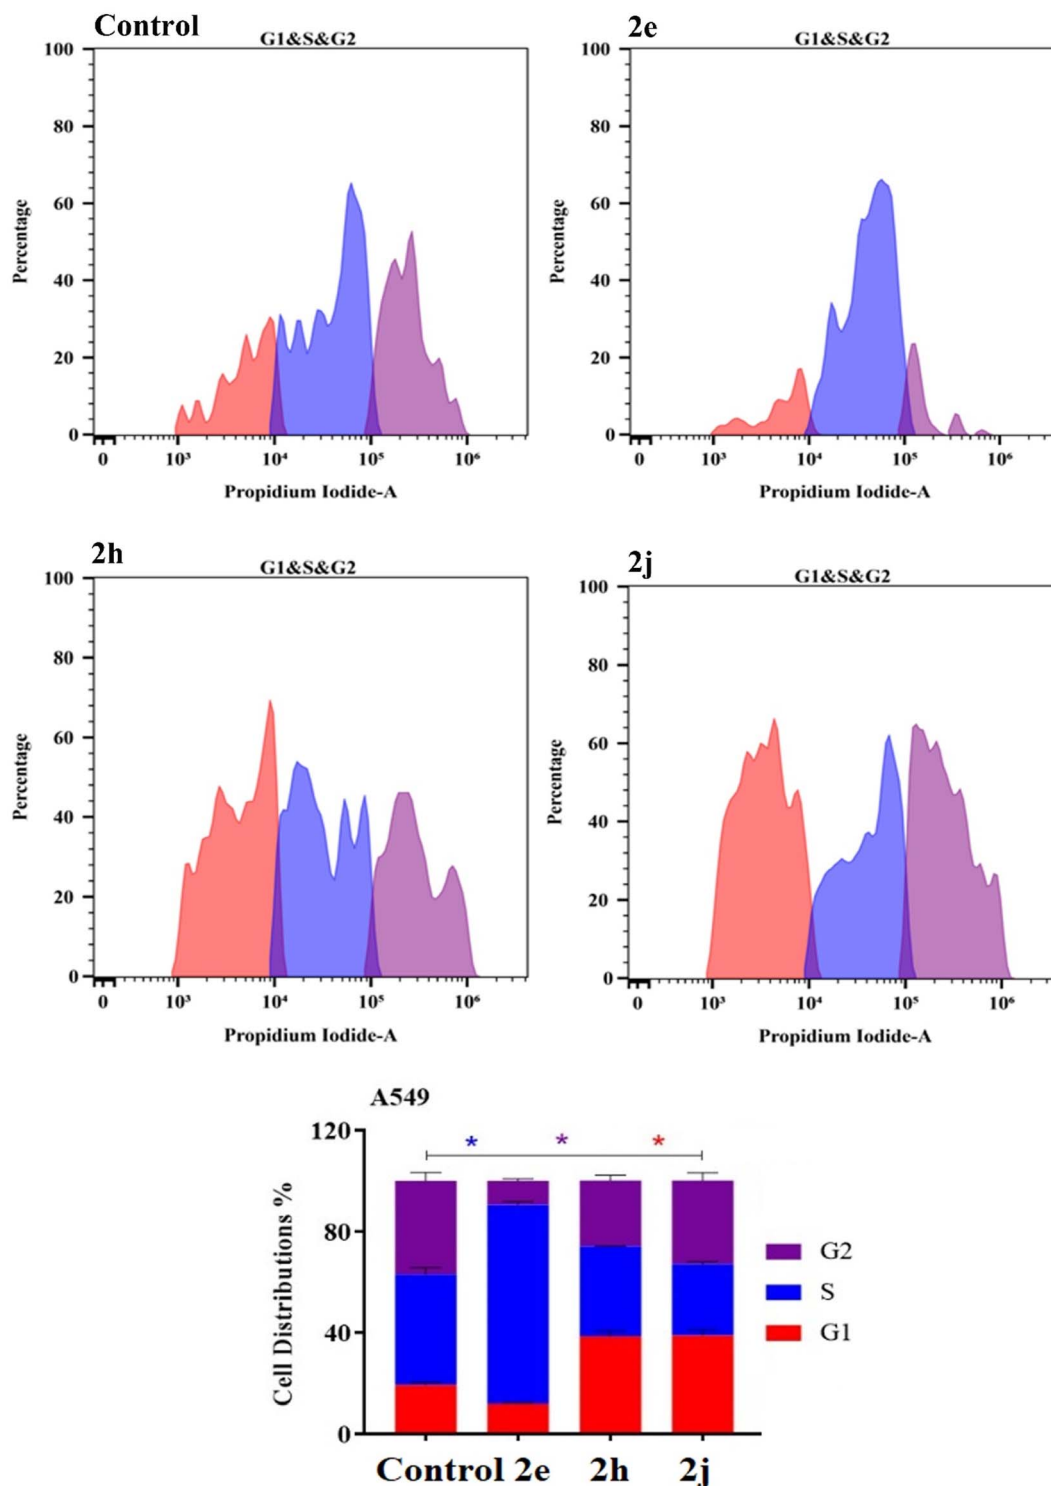 Control
G1&S&G2
100
80
60
40
20
0
Percentage
0 10³ 10⁴ 10⁵ 10⁶
Propidium Iodide-A
2e
G1&S&G2
100
80
60
40
20
0
Percentage
0 10³ 10⁴ 10⁵ 10⁶
Propidium Iodide-A
2h
G1&S&G2
100
80
60
40
20
0
Percentage
0 10³ 10⁴ 10⁵ 10⁶
Propidium Iodide-A
2j
G1&S&G2
100
80
60
40
20
0
Percentage
0 10³ 10⁴ 10⁵ 10⁶
Propidium Iodide-A
A549
120
80
40
0
Cell Distributions %
* * *
Control 2e 2h 2j
G2
S
G1